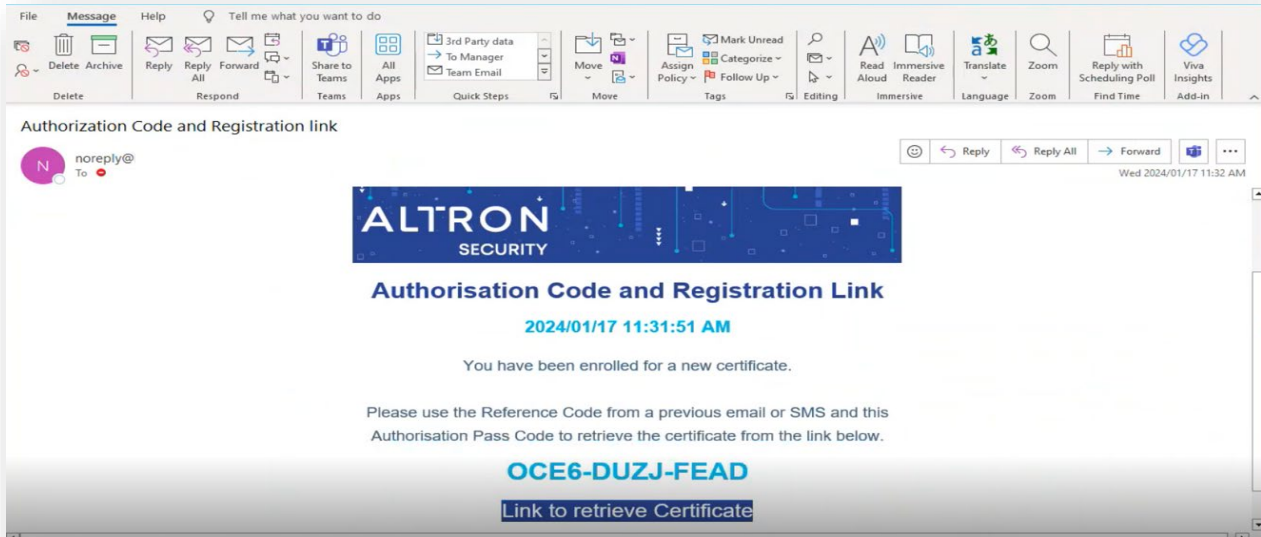 File Message Help Tell me what you want to do
Delete Archive
Reply Reply All Forward
Share to Teams
All Apps
3rd Party data
To Manager
Team Email
Move
Assign Policy
Mark Unread
Categorize
Follow Up
Read Aloud
Immersive Reader
Translate
Zoom
Reply with Scheduling Poll
Viva Insights
Delete Respond Teams Apps Quick Steps Move Tags Editing Immersive Language Zoom Find Time Add-in
Authorization Code and Registration link
N
noreply@
To
Reply Reply All Forward
Wed 2024/01/17 11:32 AM
ALTRON
SECURITY
Authorisation Code and Registration Link
2024/01/17 11:31:51 AM
You have been enrolled for a new certificate.
Please use the Reference Code from a previous email or SMS and this
Authorisation Pass Code to retrieve the certificate from the link below.
OCE6-DUZJ-FEAD
Link to retrieve Certificate